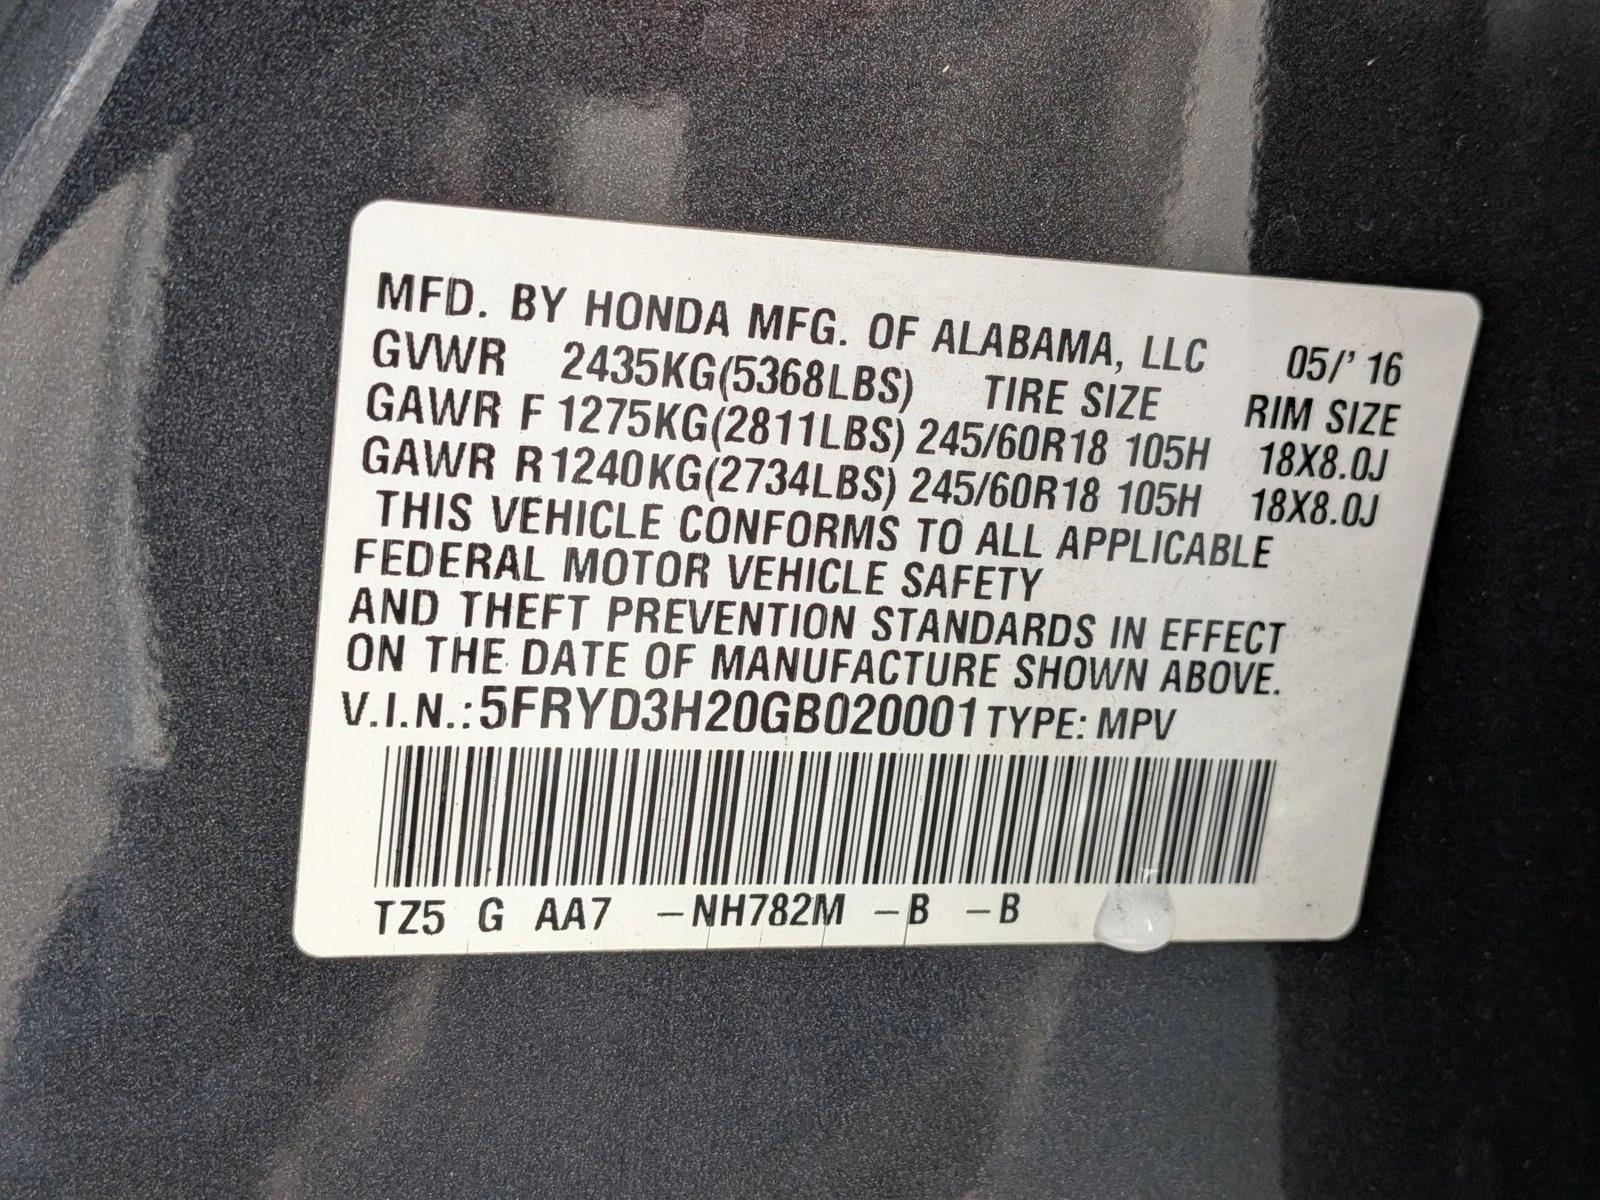 MFD. BY HONDA MFG. OF ALABAMA, LLC 05/'16
GVWR 2435KG(5368LBS) TIRE SIZE RIM SIZE
GAWR F 1275KG(2811LBS) 245/60R18 105H 18X8.0J
GAWR R 1240KG(2734LBS) 245/60R18 105H 18X8.0J
THIS VEHICLE CONFORMS TO ALL APPLICABLE
FEDERAL MOTOR VEHICLE SAFETY
AND THEFT PREVENTION STANDARDS IN EFFECT
ON THE DATE OF MANUFACTURE SHOWN ABOVE.
V.I.N.: 5FRYD3H20GB020001 TYPE: MPV
TZ5 G AA7 -NH782M -B -B